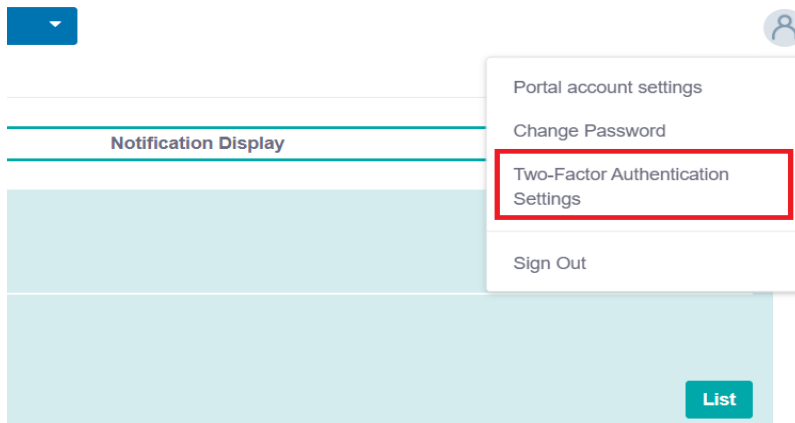 Portal account settings
Change Password
Notification Display
Two-Factor Authentication
Settings
Sign Out
List